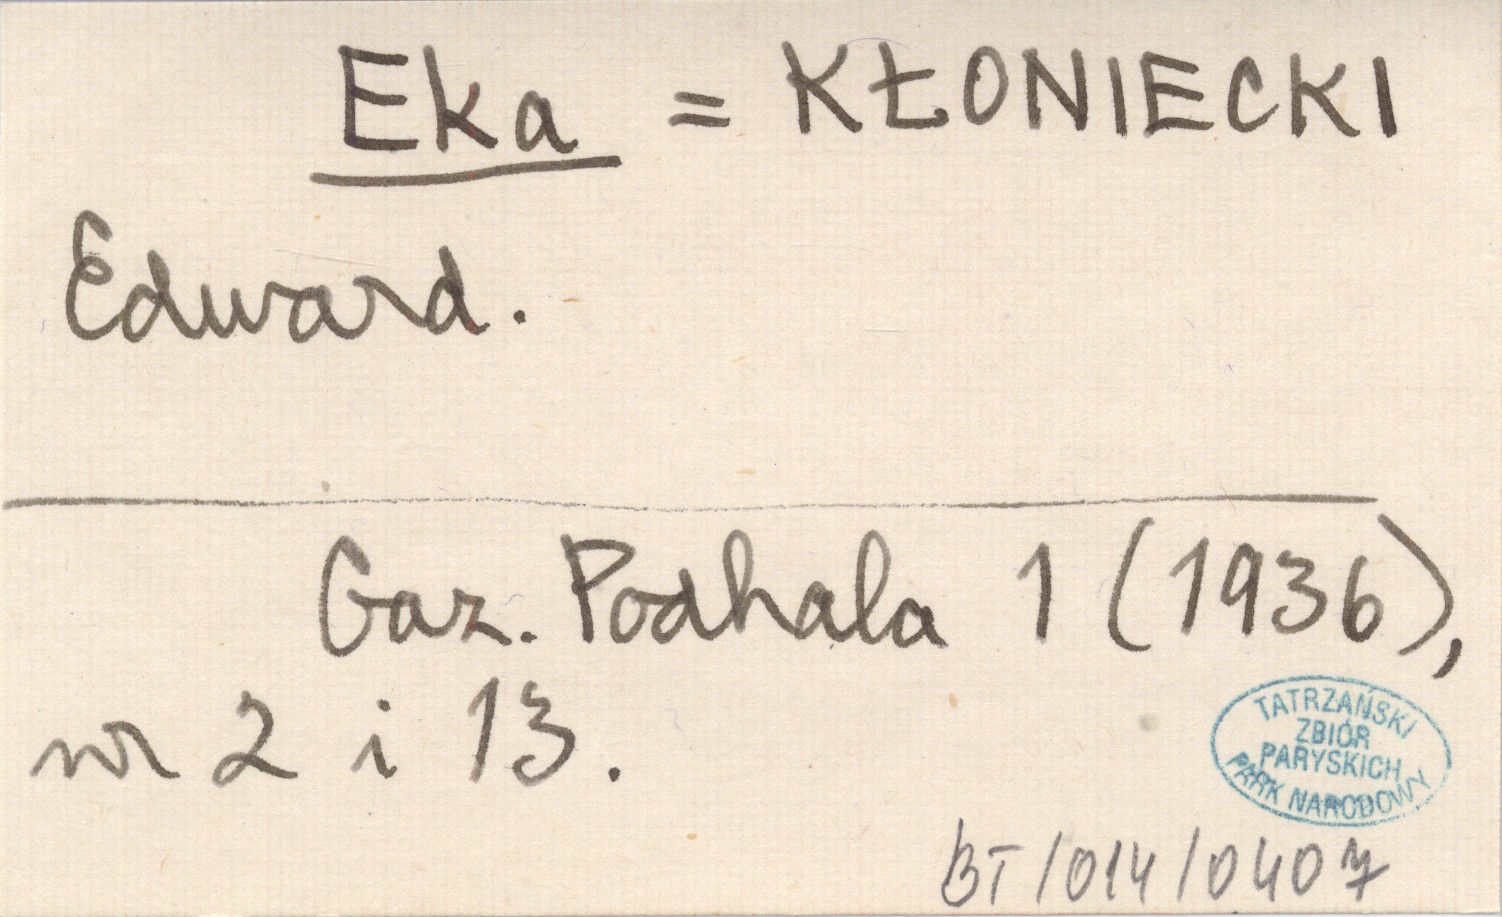 Eka = KŁONIECKI
Edward.
Gaz. Podhala 1 (1936),
nr 2 i 13.
TATRZAŃSKI
ZBIÓR
PARYSKICH
PARK NARODOWY
BT/014/0407